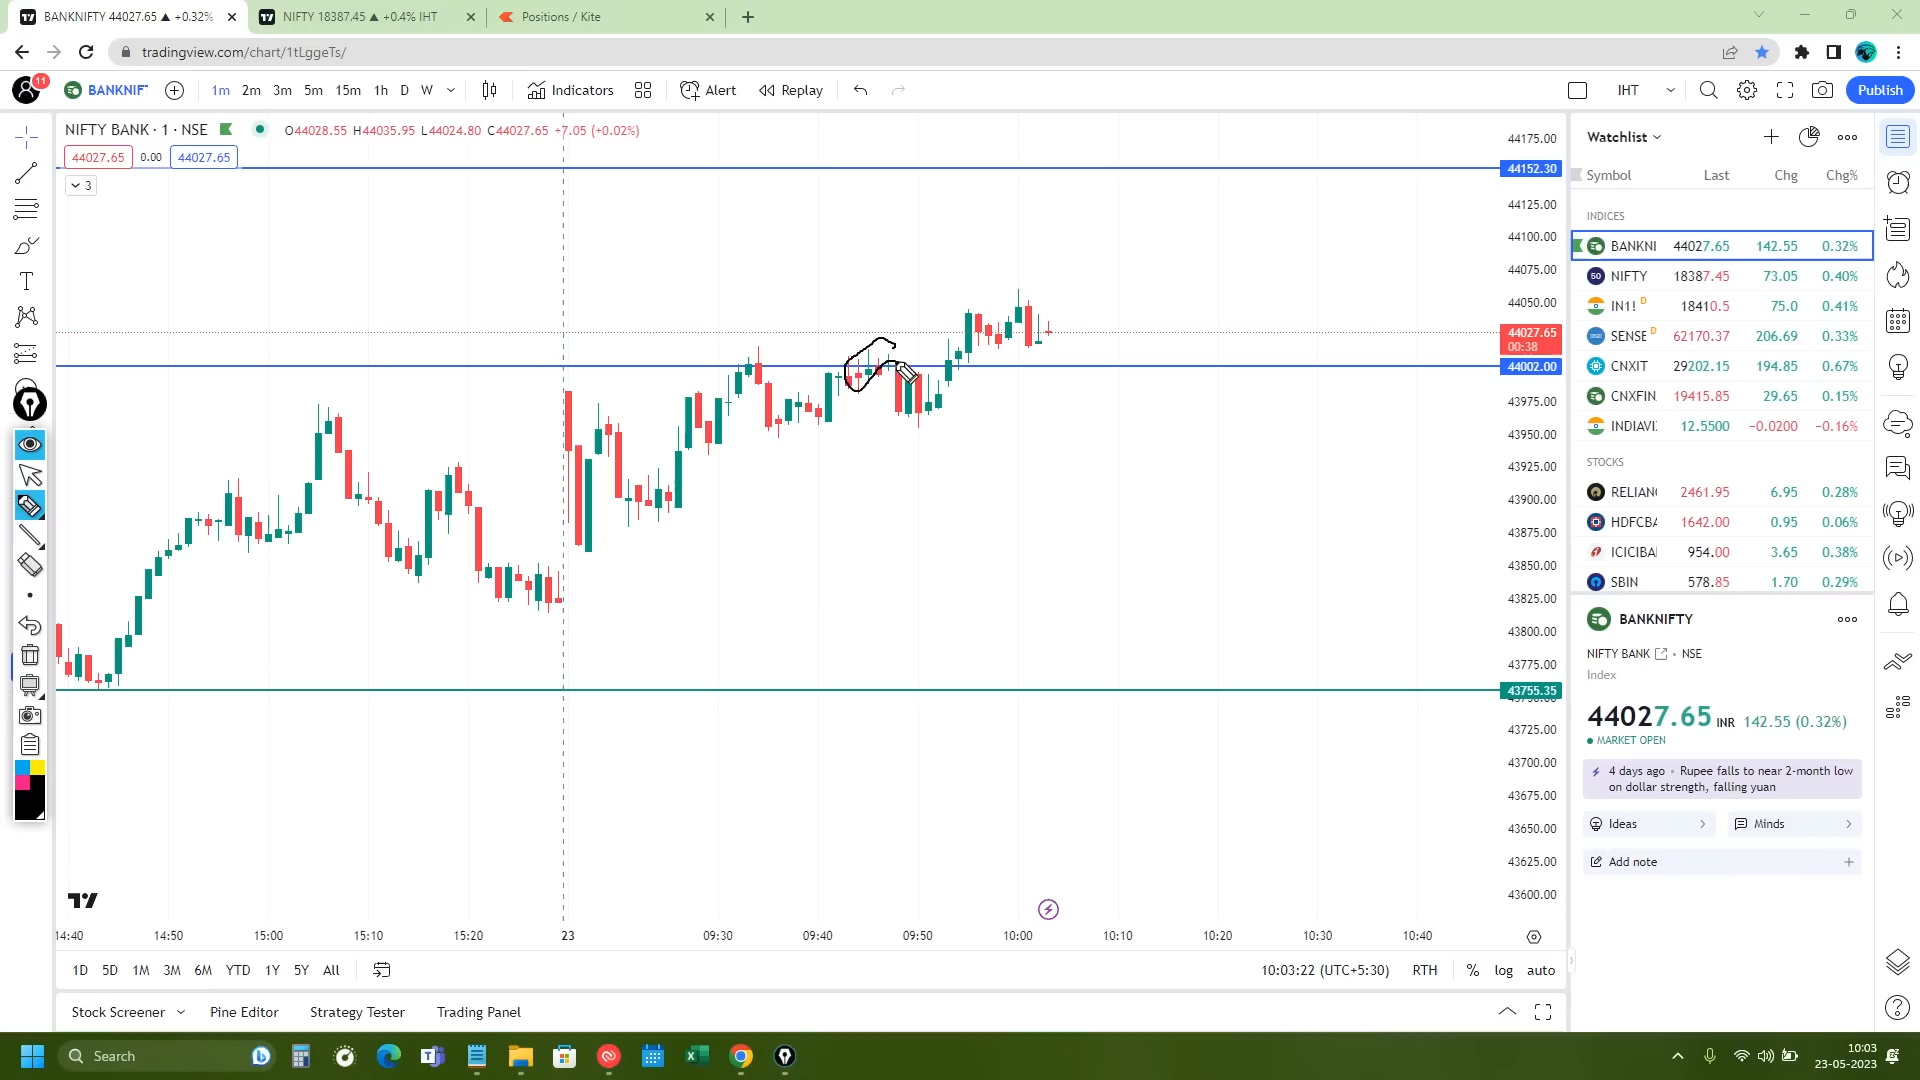 BANKNIFTY 44027.65 ▲ +0.32%
NIFTY 18387.45 ▲ +0.4% IHT
Positions / Kite
tradingview.com/chart/1tLggeTs/
11
BANKNIF
1m 2m 3m 5m 15m 1h D W
Indicators
Alert
Replay
IHT
Publish
NIFTY BANK · 1 · NSE
O44028.55 H44035.95 L44024.80 C44027.65 +7.05 (+0.02%)
44027.65 0.00 44027.65
3
44175.00
44152.30
44125.00
44100.00
44075.00
44050.00
44027.65
00:38
44002.00
43975.00
43950.00
43925.00
43900.00
43875.00
43850.00
43825.00
43800.00
43775.00
43755.35
43725.00
43700.00
43675.00
43650.00
43625.00
43600.00
14:40 14:50 15:00 15:10 15:20 23 09:30 09:40 09:50 10:00 10:10 10:20 10:30 10:40
1D 5D 1M 3M 6M YTD 1Y 5Y All
10:03:22 (UTC+5:30) RTH % log auto
Stock Screener Pine Editor Strategy Tester Trading Panel
Watchlist
Symbol Last Chg Chg%
INDICES
BANKNI 44027.65 142.55 0.32%
50 NIFTY 18387.45 73.05 0.40%
IN1! D 18410.5 75.0 0.41%
SENSE D 62170.37 206.69 0.33%
CNXIT 29202.15 194.85 0.67%
CNXFIN 19415.85 29.65 0.15%
INDIAVI 12.5500 −0.0200 −0.16%
STOCKS
RELIAN 2461.95 6.95 0.28%
HDFCBA 1642.00 0.95 0.06%
ICICIBA 954.00 3.65 0.38%
SBIN 578.85 1.70 0.29%
BANKNIFTY
NIFTY BANK • NSE
Index
44027.65 INR 142.55 (0.32%)
MARKET OPEN
4 days ago • Rupee falls to near 2-month low
on dollar strength, falling yuan
Ideas
Minds
Add note
Search
10:03
23-05-2023